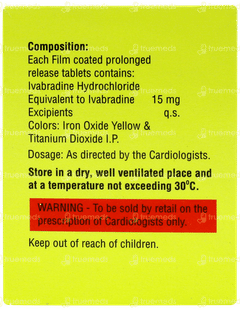 Composition:
Each Film coated prolonged
release tablets contains:
Ivabradine Hydrochloride
Equivalent to Ivabradine 15 mg
Excipients q.s.
Colors: Iron Oxide Yellow &
Titanium Dioxide I.P.
Dosage: As directed by the Cardiologists.
Store in a dry, well ventilated place and
at a temperature not exceeding 30°C.
WARNING - To be sold by retail on the
prescription of Cardiologists only.
Keep out of reach of children.